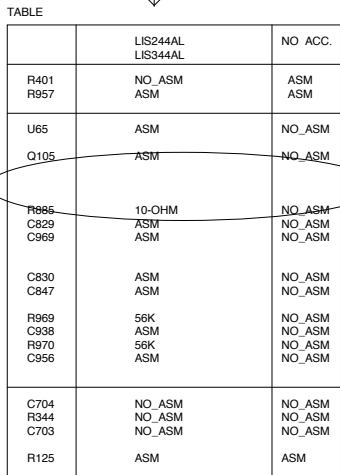 TABLE
LIS244AL NO ACC.
LIS344AL
R401 NO_ASM ASM
R957 ASM ASM
U65 ASM NO_ASM
Q105 ASM NO_ASM
R885 10-OHM NO_ASM
C829 ASM NO_ASM
C969 ASM NO_ASM
C830 ASM NO_ASM
C847 ASM NO_ASM
R969 56K NO_ASM
C938 ASM NO_ASM
R970 56K NO_ASM
C956 ASM NO_ASM
C704 NO_ASM NO_ASM
R344 NO_ASM NO_ASM
C703 NO_ASM NO_ASM
R125 ASM ASM